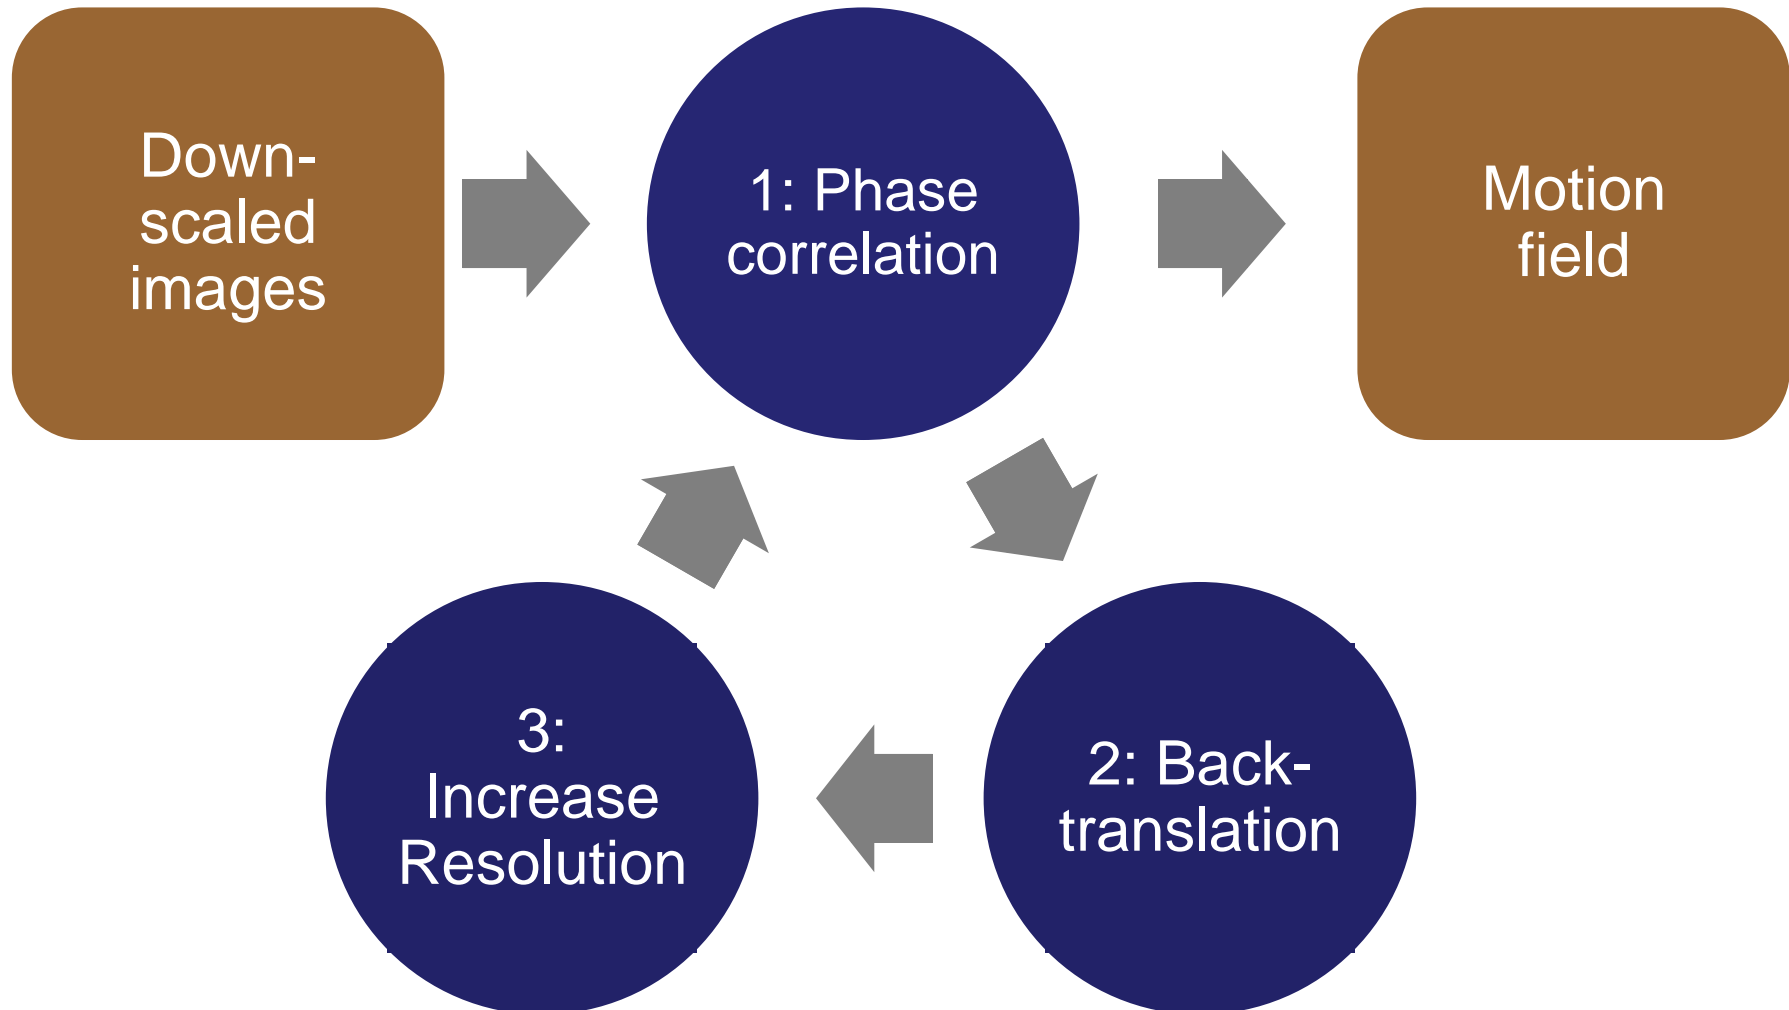 Down-
scaled
images
1: Phase
correlation
Motion
field
3:
Increase
Resolution
2: Back-
translation